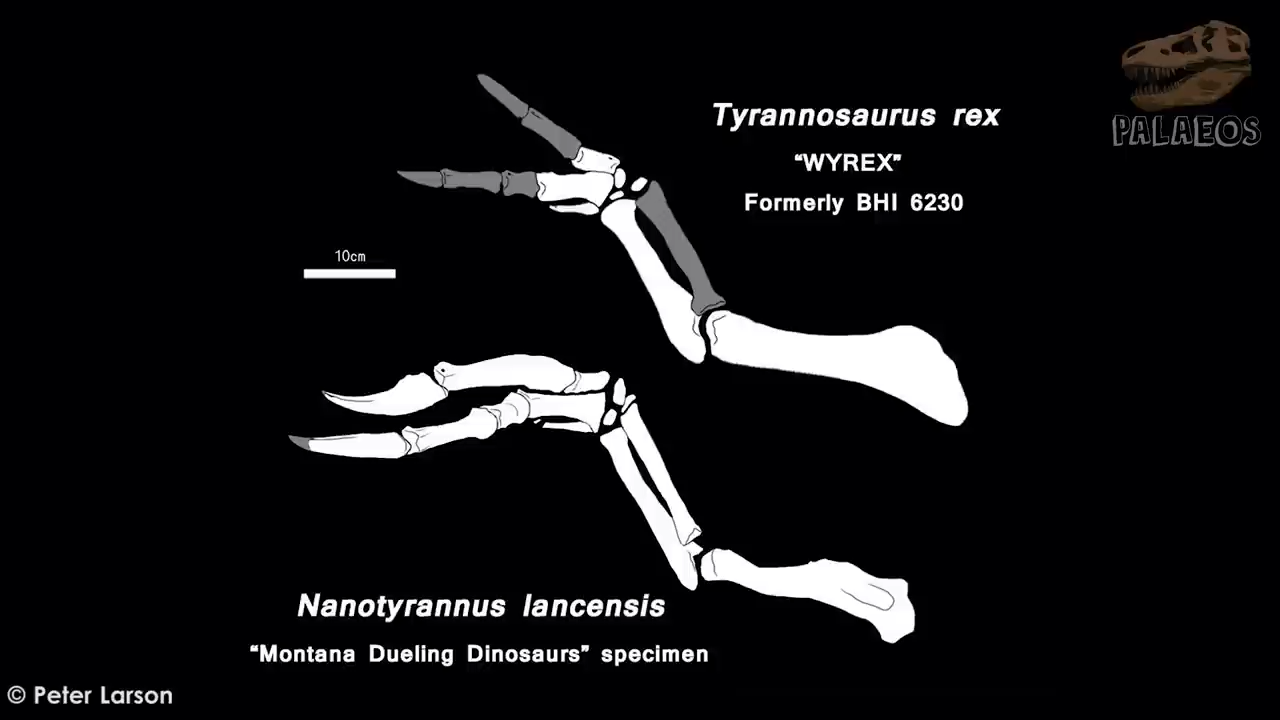 PALAEOS
Tyrannosaurus rex
“WYREX”
Formerly BHI 6230
10cm
Nanotyrannus lancensis
“Montana Dueling Dinosaurs” specimen
© Peter Larson